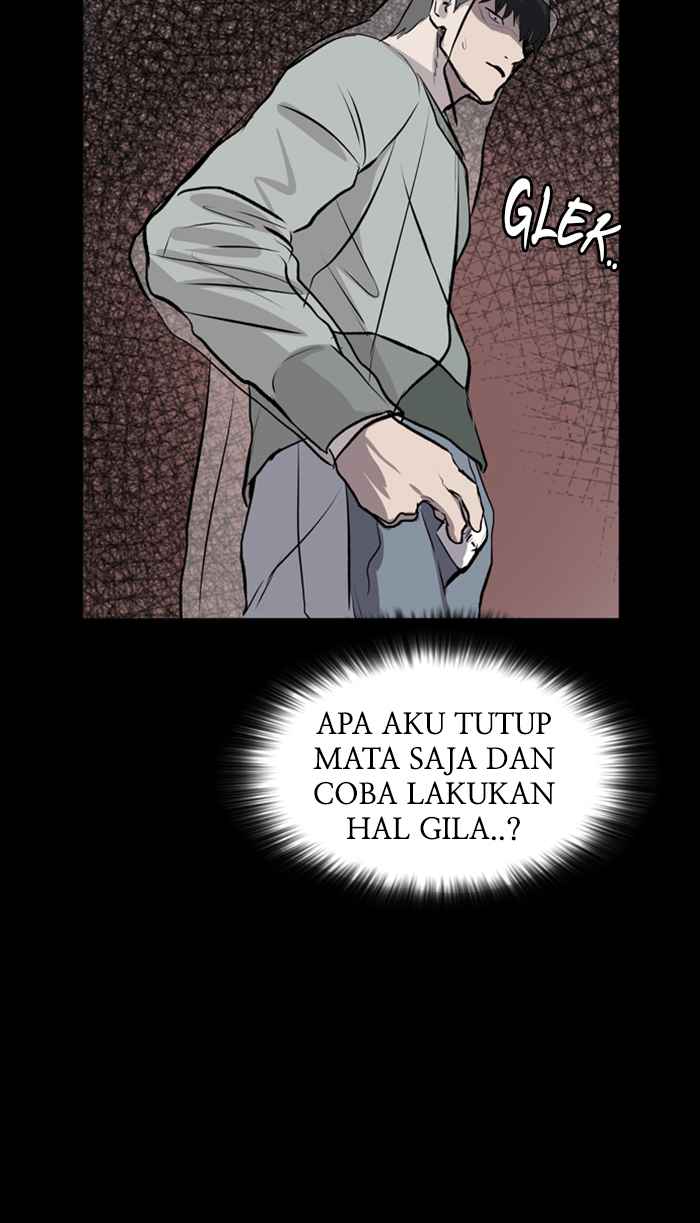 GLEK..
APA AKU TUTUP
MATA SAJA DAN
COBA LAKUKAN
HAL GILA..?